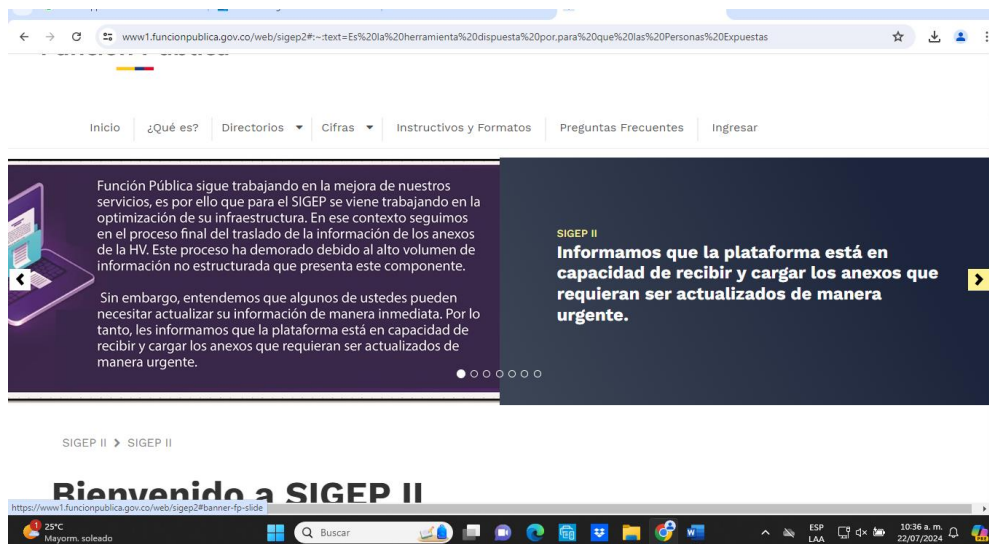 www1.funcionpublica.gov.co/web/sigep2#:~:text=Es%20la%20herramienta%20dispuesta%20por.para%20que%20las%20Personas%20Expuestas
Inicio ¿Qué es? Directorios Cifras Instructivos y Formatos Preguntas Frecuentes Ingresar
Función Pública sigue trabajando en la mejora de nuestros
servicios, es por ello que para el SIGEP se viene trabajando en la
optimización de su infraestructura. En ese contexto seguimos
en el proceso final del traslado de la información de los anexos
de la HV. Este proceso ha demorado debido al alto volumen de
información no estructurada que presenta este componente.
Sin embargo, entendemos que algunos de ustedes pueden
necesitar actualizar su información de manera inmediata. Por lo
tanto, les informamos que la plataforma está en capacidad de
recibir y cargar los anexos que requieran ser actualizados de
manera urgente.
SIGEP II
Informamos que la plataforma está en
capacidad de recibir y cargar los anexos que
requieran ser actualizados de manera
urgente.
SIGEP II > SIGEP II
Bienvenido a SIGEP II
https://www1.funcionpublica.gov.co/web/sigep2#banner-fp-slide
25°C
Mayorm. soleado
Buscar
ESP
LAA
10:36 a. m.
22/07/2024